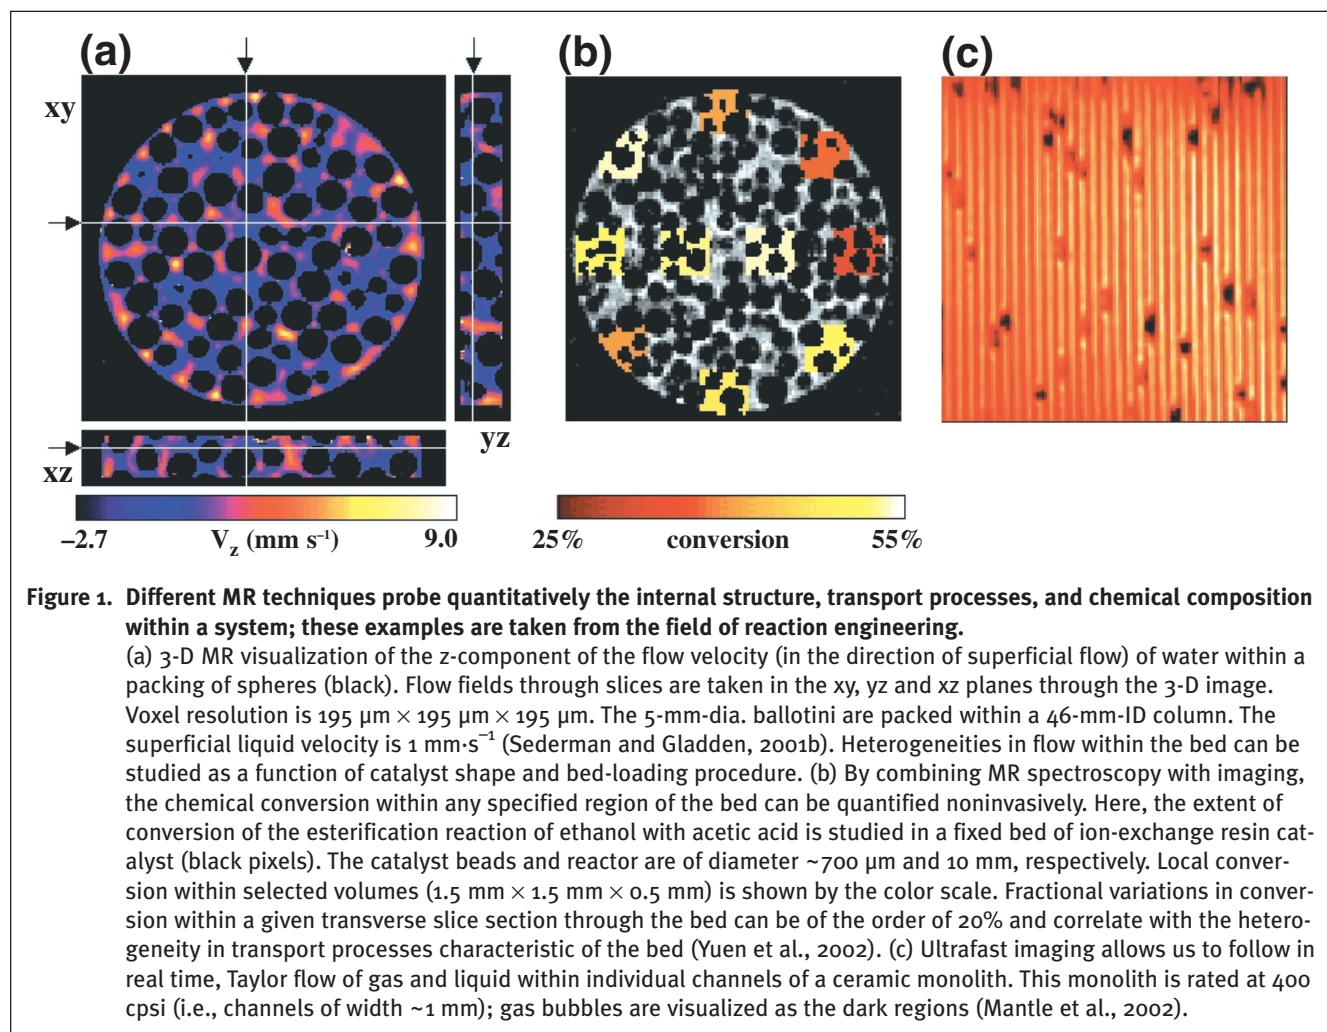 (a)
(b)
(c)
xy
yz
xz
−2.7 V_z (mm s⁻¹) 9.0
25% conversion 55%
Figure 1. Different MR techniques probe quantitatively the internal structure, transport processes, and chemical composition
within a system; these examples are taken from the field of reaction engineering.
(a) 3-D MR visualization of the z-component of the flow velocity (in the direction of superficial flow) of water within a
packing of spheres (black). Flow fields through slices are taken in the xy, yz and xz planes through the 3-D image.
Voxel resolution is 195 µm × 195 µm × 195 µm. The 5-mm-dia. ballotini are packed within a 46-mm-ID column. The
superficial liquid velocity is 1 mm·s⁻¹ (Sederman and Gladden, 2001b). Heterogeneities in flow within the bed can be
studied as a function of catalyst shape and bed-loading procedure. (b) By combining MR spectroscopy with imaging,
the chemical conversion within any specified region of the bed can be quantified noninvasively. Here, the extent of
conversion of the esterification reaction of ethanol with acetic acid is studied in a fixed bed of ion-exchange resin cat-
alyst (black pixels). The catalyst beads and reactor are of diameter ~700 µm and 10 mm, respectively. Local conver-
sion within selected volumes (1.5 mm × 1.5 mm × 0.5 mm) is shown by the color scale. Fractional variations in conver-
sion within a given transverse slice section through the bed can be of the order of 20% and correlate with the hetero-
geneity in transport processes characteristic of the bed (Yuen et al., 2002). (c) Ultrafast imaging allows us to follow in
real time, Taylor flow of gas and liquid within individual channels of a ceramic monolith. This monolith is rated at 400
cpsi (i.e., channels of width ~1 mm); gas bubbles are visualized as the dark regions (Mantle et al., 2002).